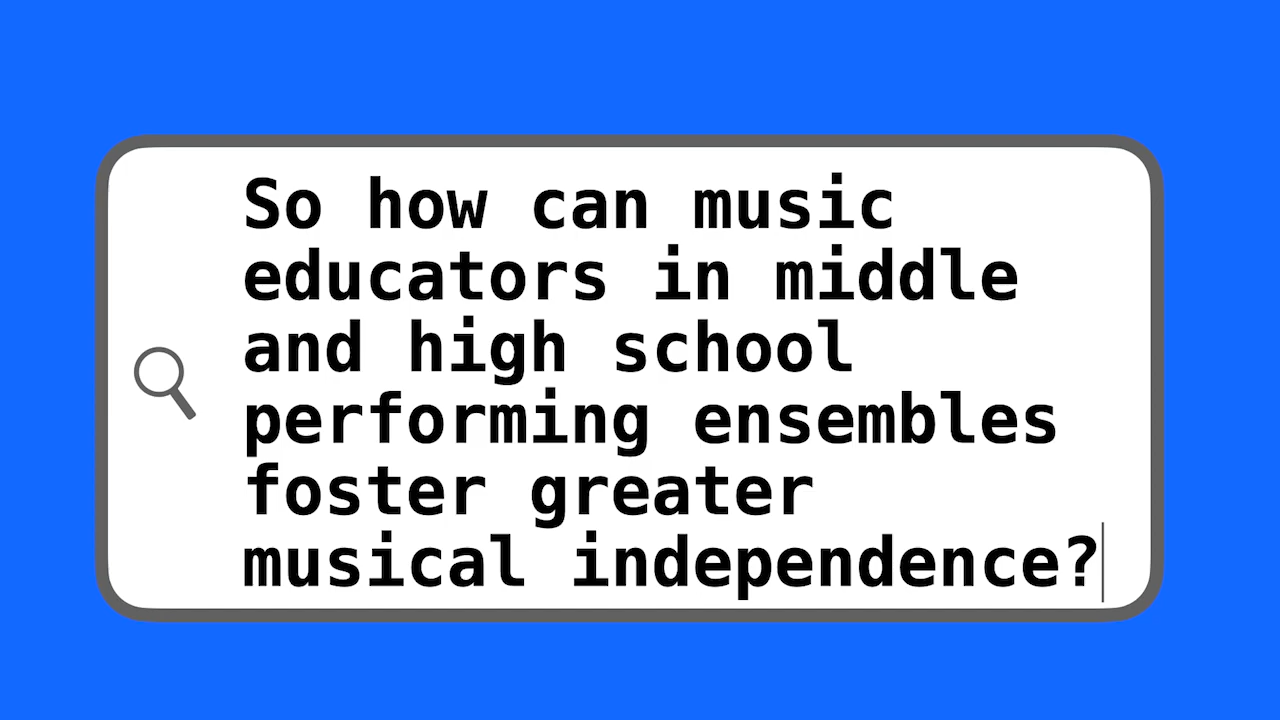 So how can music
educators in middle
and high school
performing ensembles
foster greater
musical independence?